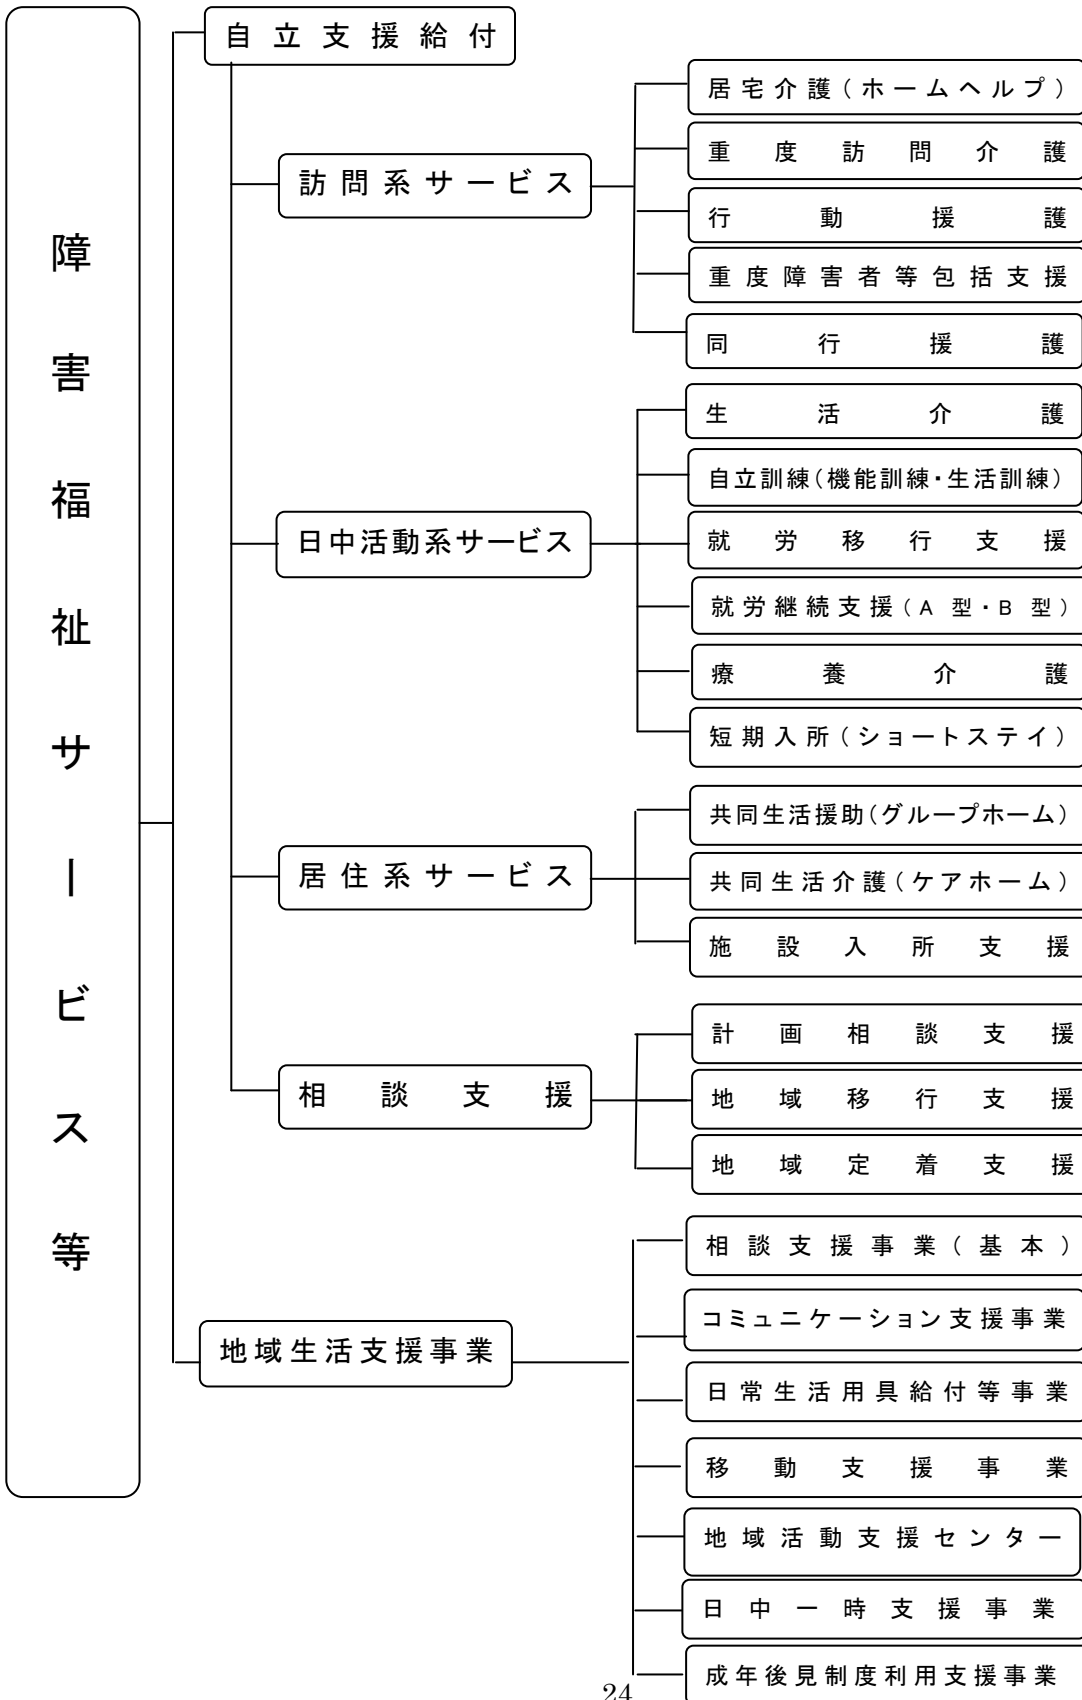 障害福祉サービス等
自立支援給付
訪問系サービス
居宅介護（ホームヘルプ）
重度訪問介護
行動援護
重度障害者等包括支援
同行援護
日中活動系サービス
生活介護
自立訓練（機能訓練・生活訓練）
就労移行支援
就労継続支援（A型・B型）
療養介護
短期入所（ショートステイ）
居住系サービス
共同生活援助（グループホーム）
共同生活介護（ケアホーム）
施設入所支援
相談支援
計画相談支援
地域移行支援
地域定着支援
地域生活支援事業
相談支援事業（基本）
コミュニケーション支援事業
日常生活用具給付等事業
移動支援事業
地域活動支援センター
日中一時支援事業
成年後見制度利用支援事業
24